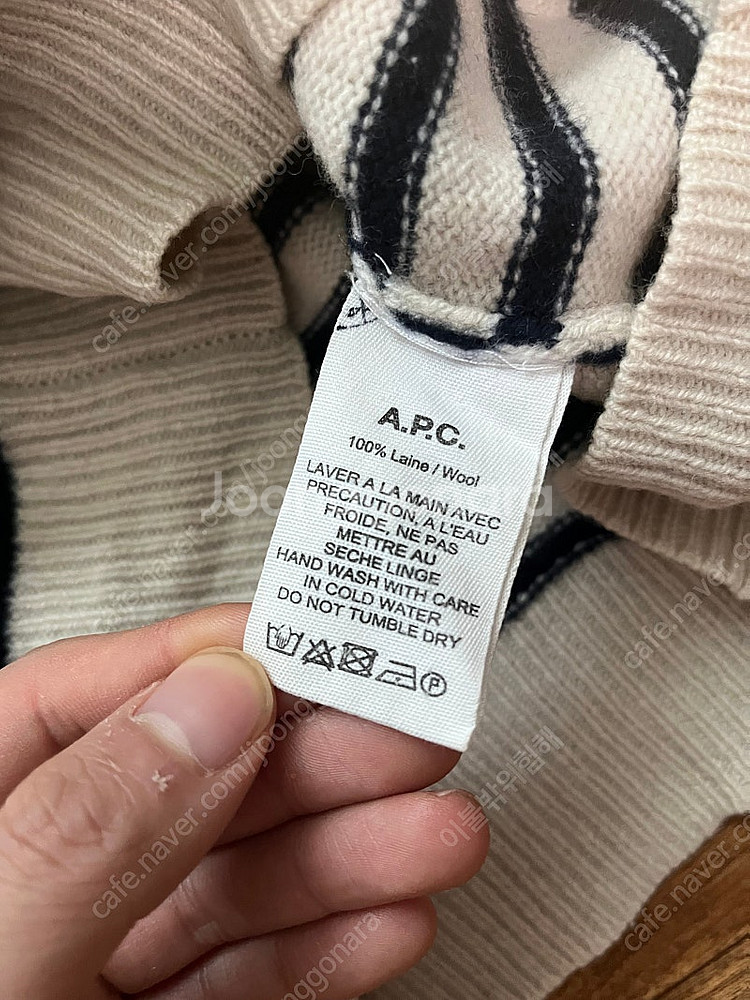 A.P.C.
100% Laine / Wool
LAVER A LA MAIN AVEC
PRECAUTION, A L'EAU
FROIDE, NE PAS
METTRE AU
SECHE LINGE
HAND WASH WITH CARE
IN COLD WATER
DO NOT TUMBLE DRY
P